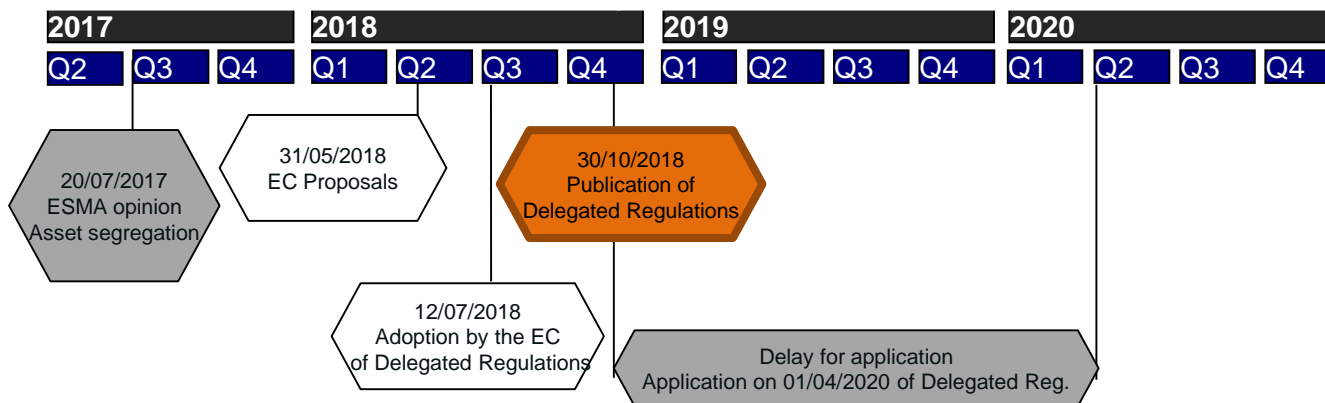 2017 2018 2019 2020
Q2 Q3 Q4 Q1 Q2 Q3 Q4 Q1 Q2 Q3 Q4 Q1 Q2 Q3 Q4
20/07/2017
ESMA opinion
Asset segregation
31/05/2018
EC Proposals
30/10/2018
Publication of
Delegated Regulations
12/07/2018
Adoption by the EC
of Delegated Regulations
Delay for application
Application on 01/04/2020 of Delegated Reg.